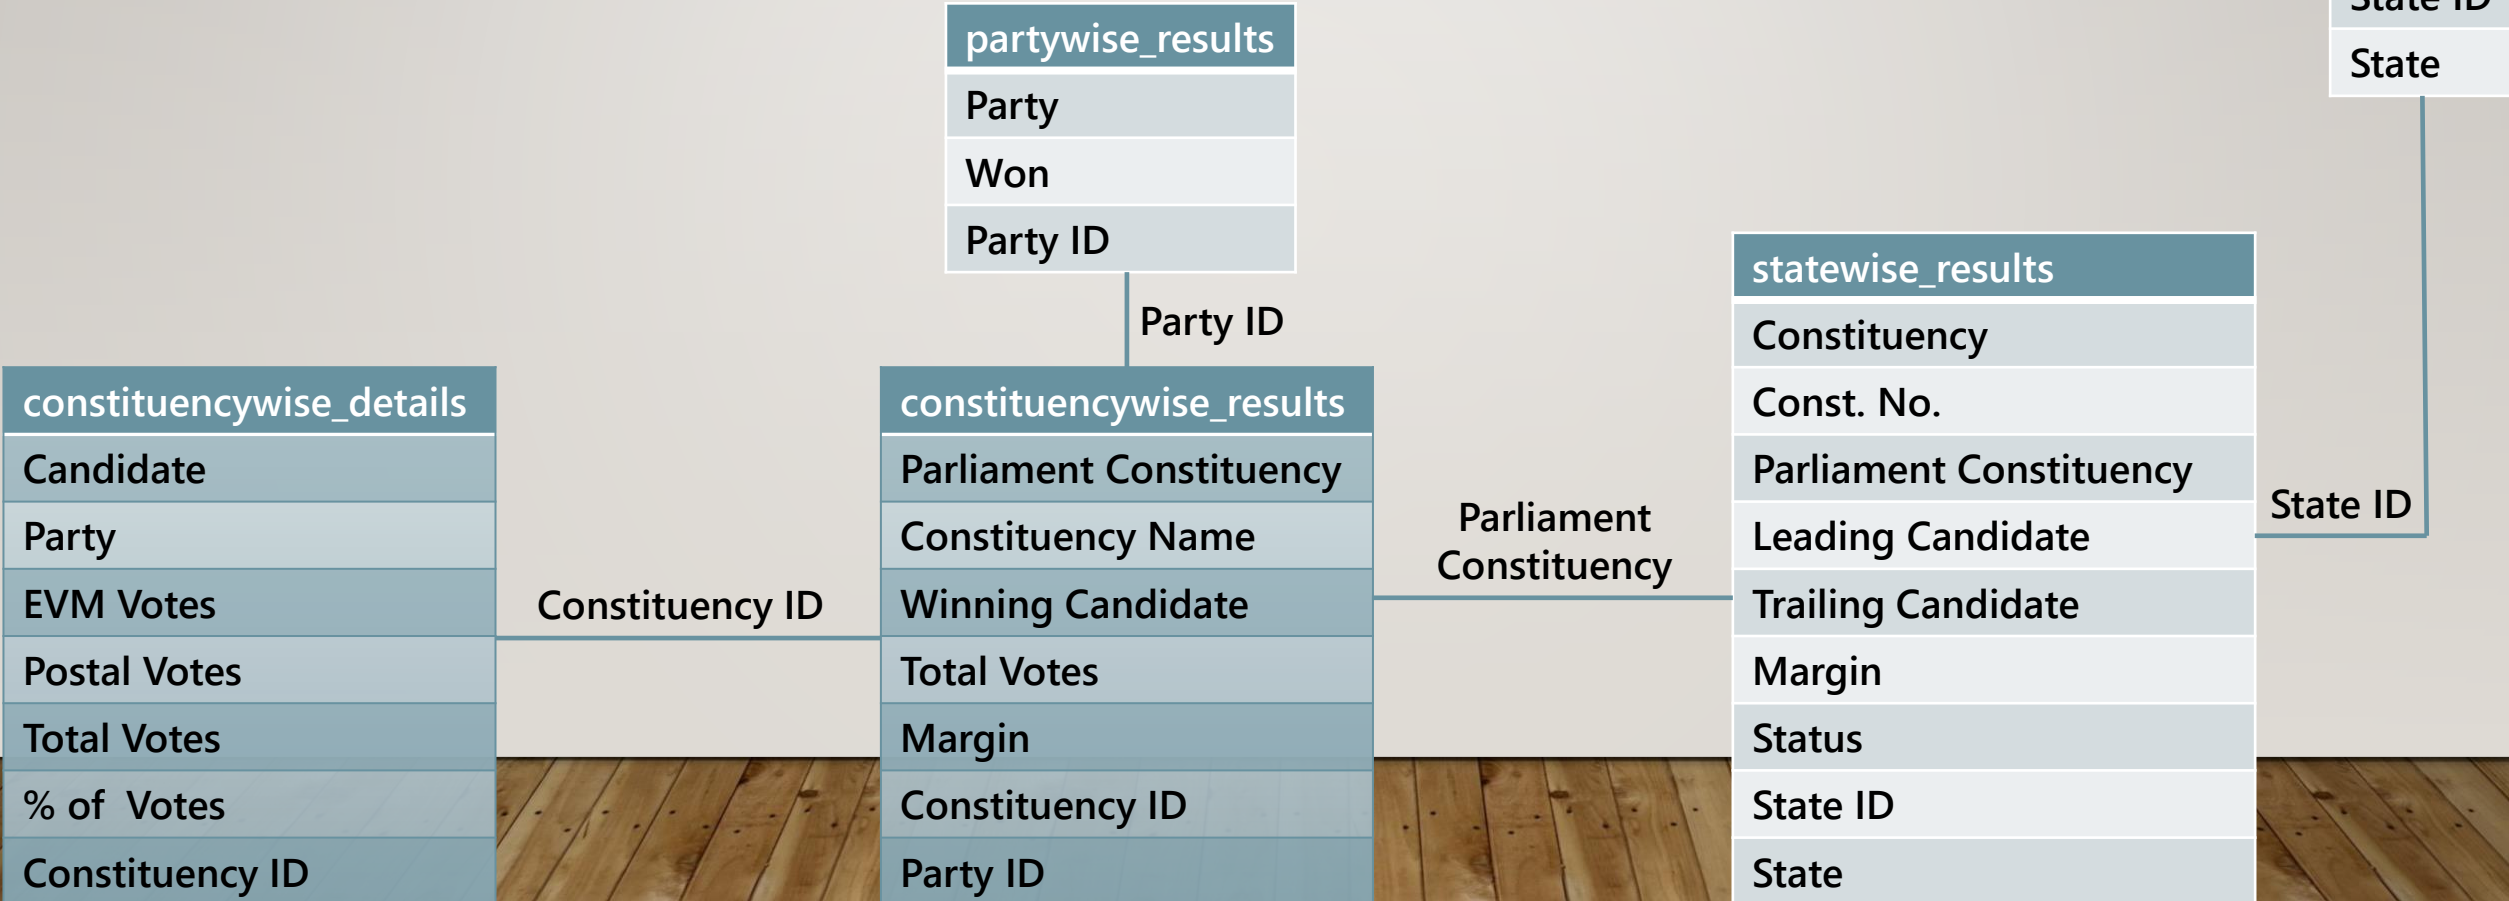 partywise_results
Party
Won
Party ID
Party ID
State ID
State
constituencywise_details
Candidate
Party
EVM Votes
Postal Votes
Total Votes
% of  Votes
Constituency ID
Constituency ID
constituencywise_results
Parliament Constituency
Constituency Name
Winning Candidate
Total Votes
Margin
Constituency ID
Party ID
Parliament
Constituency
statewise_results
Constituency
Const. No.
Parliament Constituency
Leading Candidate
Trailing Candidate
Margin
Status
State ID
State
State ID